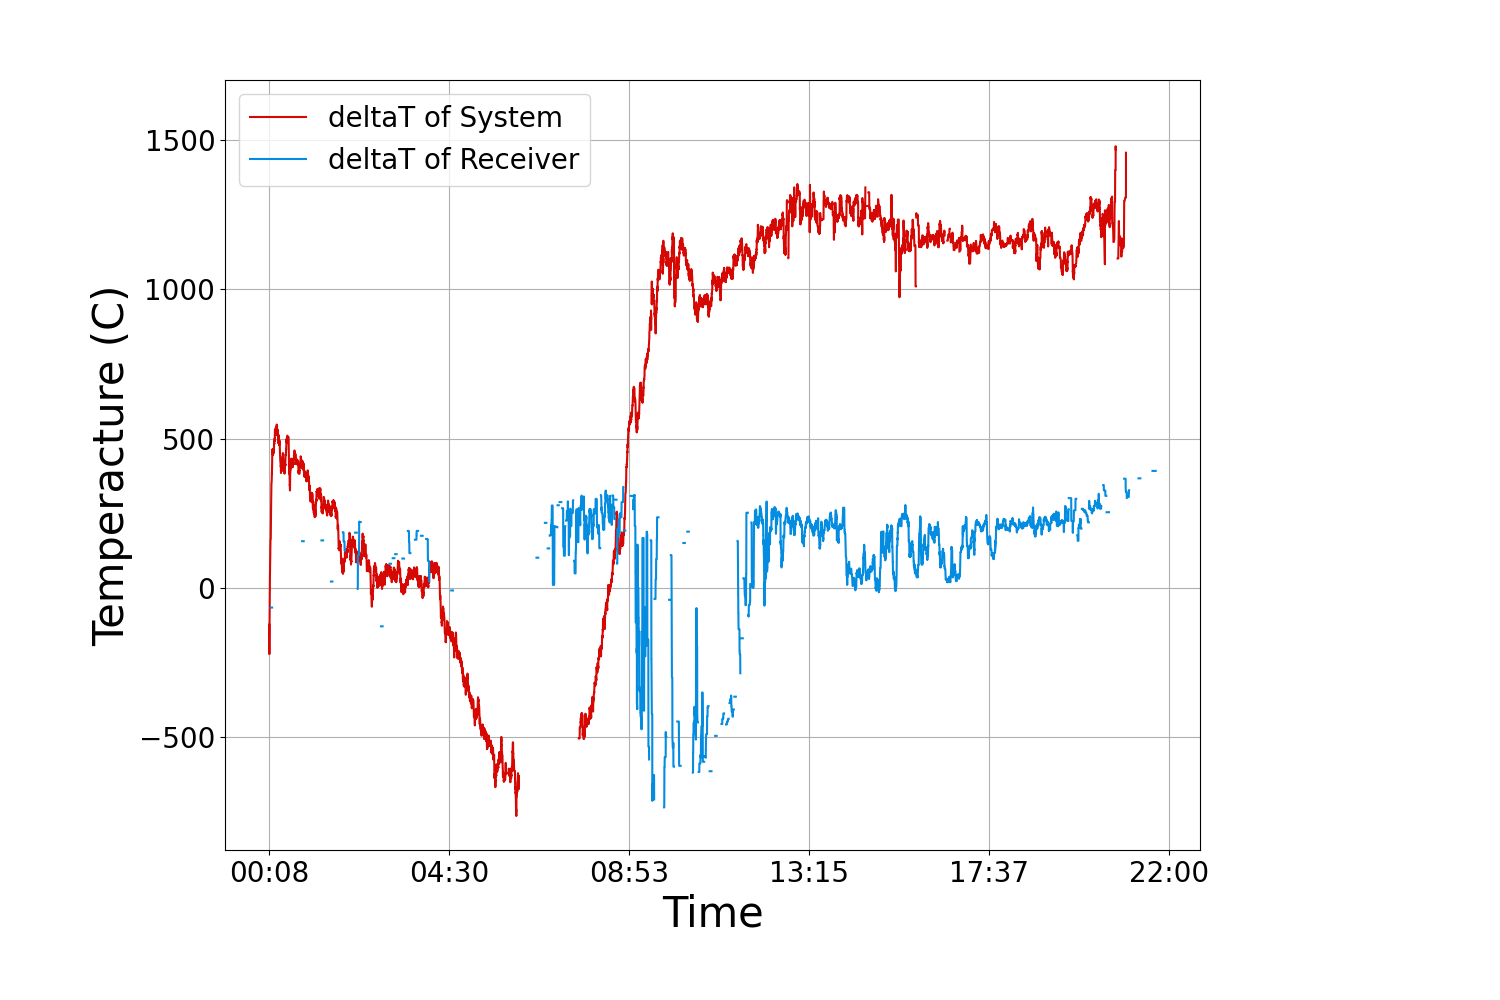 deltaT of System
deltaT of Receiver
1500
1000
500
0
−500
Temperacture (C)
00:08 04:30 08:53 13:15 17:37 22:00
Time